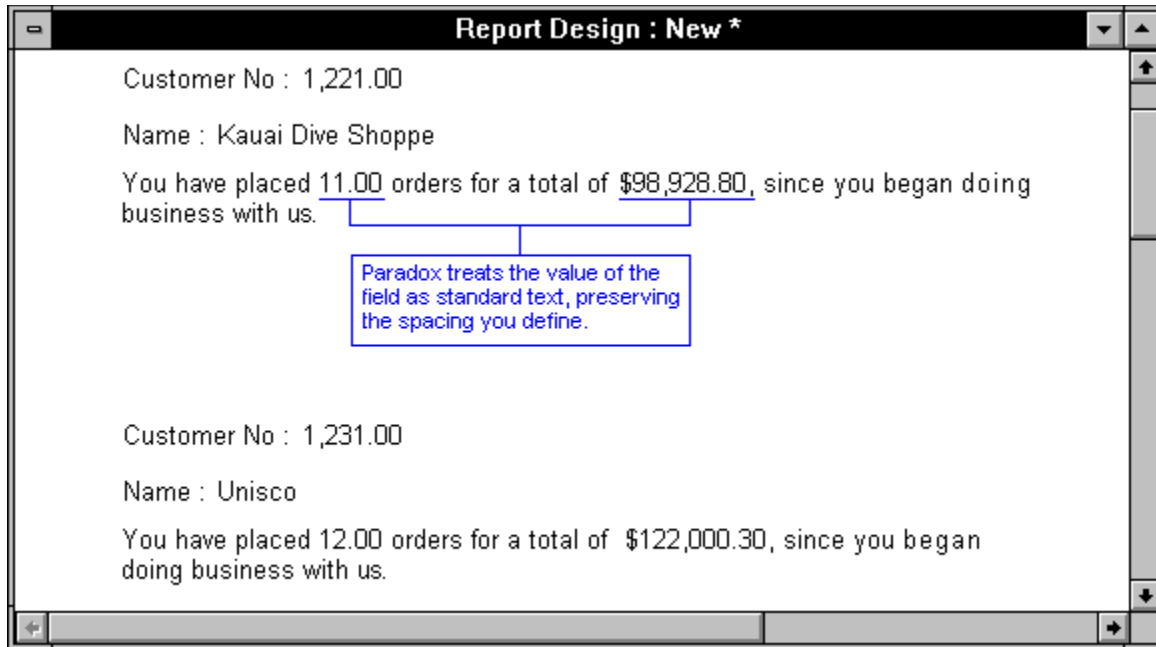 Report Design : New *
Customer No : 1,221.00
Name : Kauai Dive Shoppe
You have placed 11.00 orders for a total of $98,928.80, since you began doing
business with us.
Paradox treats the value of the
field as standard text, preserving
the spacing you define.
Customer No : 1,231.00
Name : Unisco
You have placed 12.00 orders for a total of $122,000.30, since you began
doing business with us.